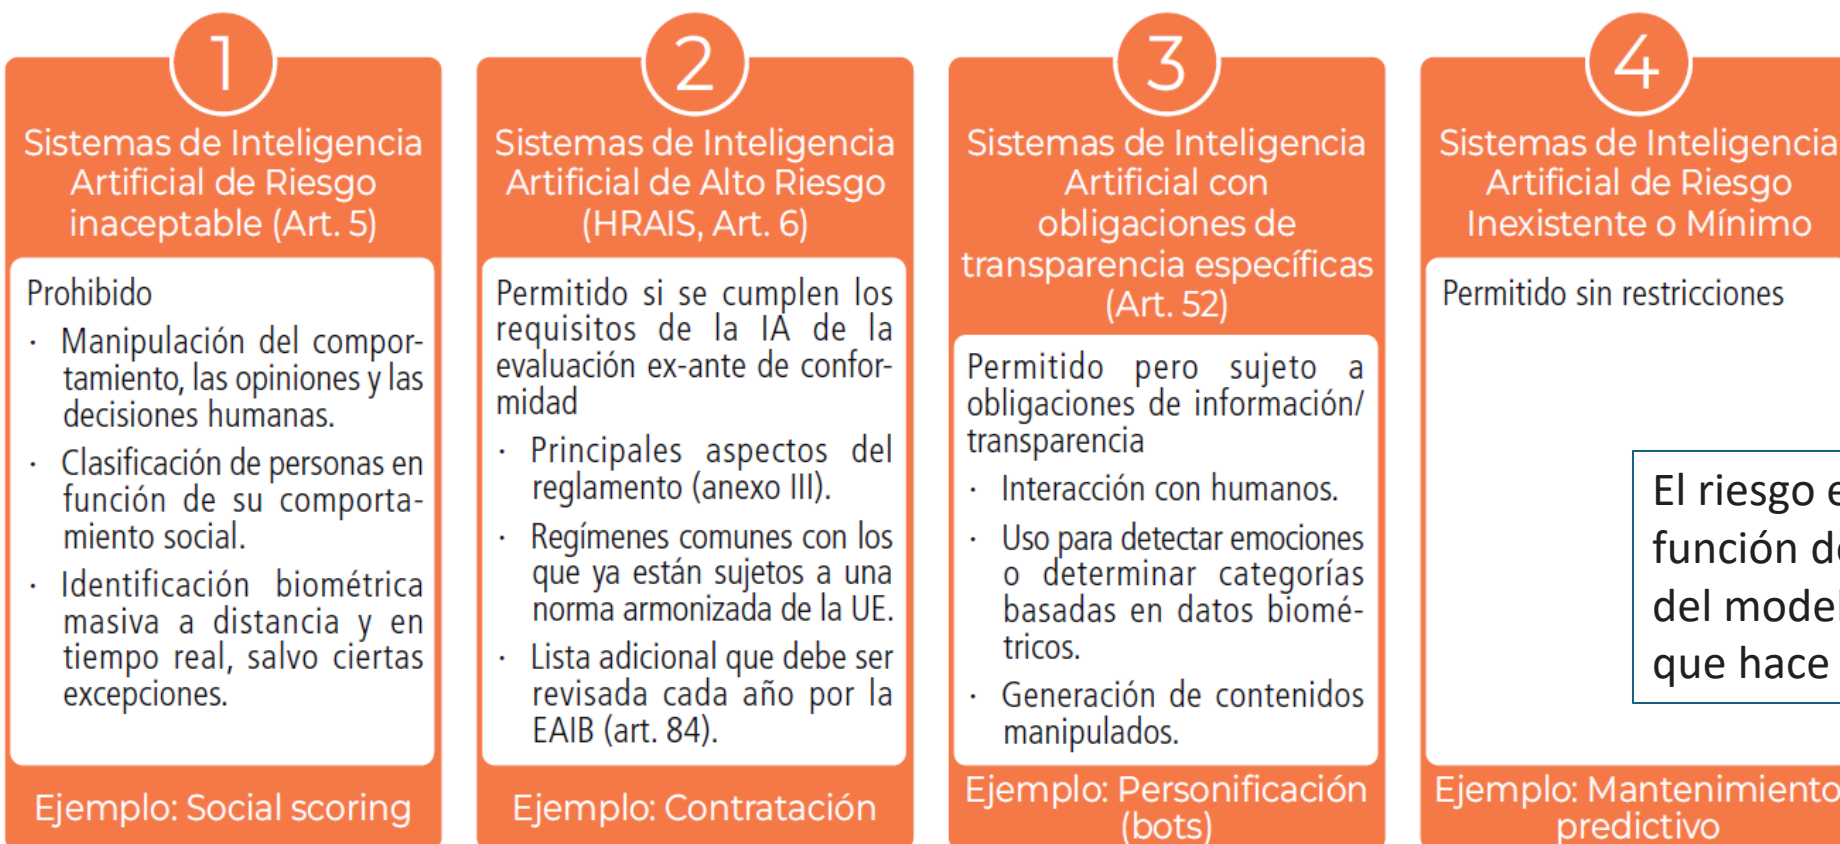 1
Sistemas de Inteligencia
Artificial de Riesgo
inaceptable (Art. 5)
Prohibido
· Manipulación del compor-
tamiento, las opiniones y las
decisiones humanas.
· Clasificación de personas en
función de su comporta-
miento social.
· Identificación biométrica
masiva a distancia y en
tiempo real, salvo ciertas
excepciones.
Ejemplo: Social scoring
2
Sistemas de Inteligencia
Artificial de Alto Riesgo
(HRAIS, Art. 6)
Permitido si se cumplen los
requisitos de la IA de la
evaluación ex-ante de confor-
midad
· Principales aspectos del
reglamento (anexo III).
· Regímenes comunes con los
que ya están sujetos a una
norma armonizada de la UE.
· Lista adicional que debe ser
revisada cada año por la
EAIB (art. 84).
Ejemplo: Contratación
3
Sistemas de Inteligencia
Artificial con
obligaciones de
transparencia específicas
(Art. 52)
Permitido pero sujeto a
obligaciones de información/
transparencia
· Interacción con humanos.
· Uso para detectar emociones
o determinar categorías
basadas en datos biomé-
tricos.
· Generación de contenidos
manipulados.
Ejemplo: Personificación
(bots)
4
Sistemas de Inteligencia
Artificial de Riesgo
Inexistente o Mínimo
Permitido sin restricciones
El riesgo
función
del
que hace
Ejemplo: Mantenimiento
predictivo